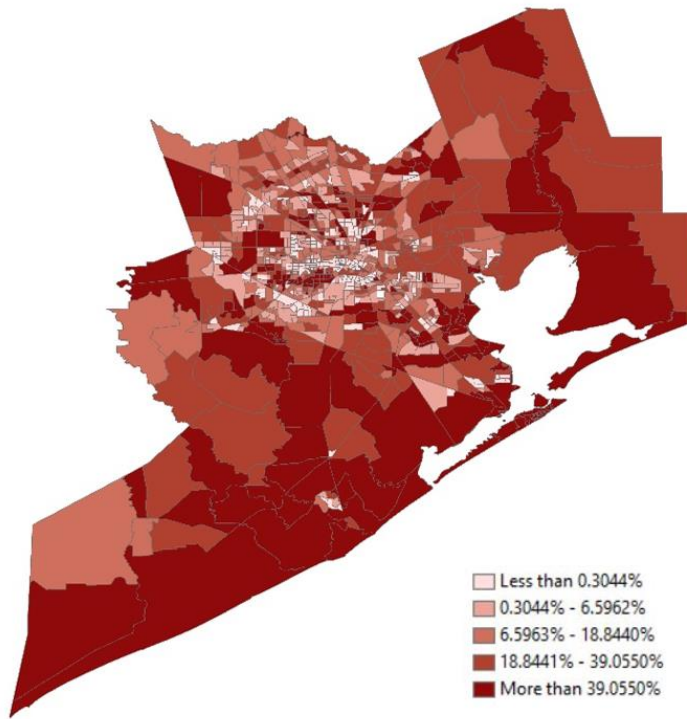 Less than 0.3044%
0.3044% - 6.5962%
6.5963% - 18.8440%
18.8441% - 39.0550%
More than 39.0550%